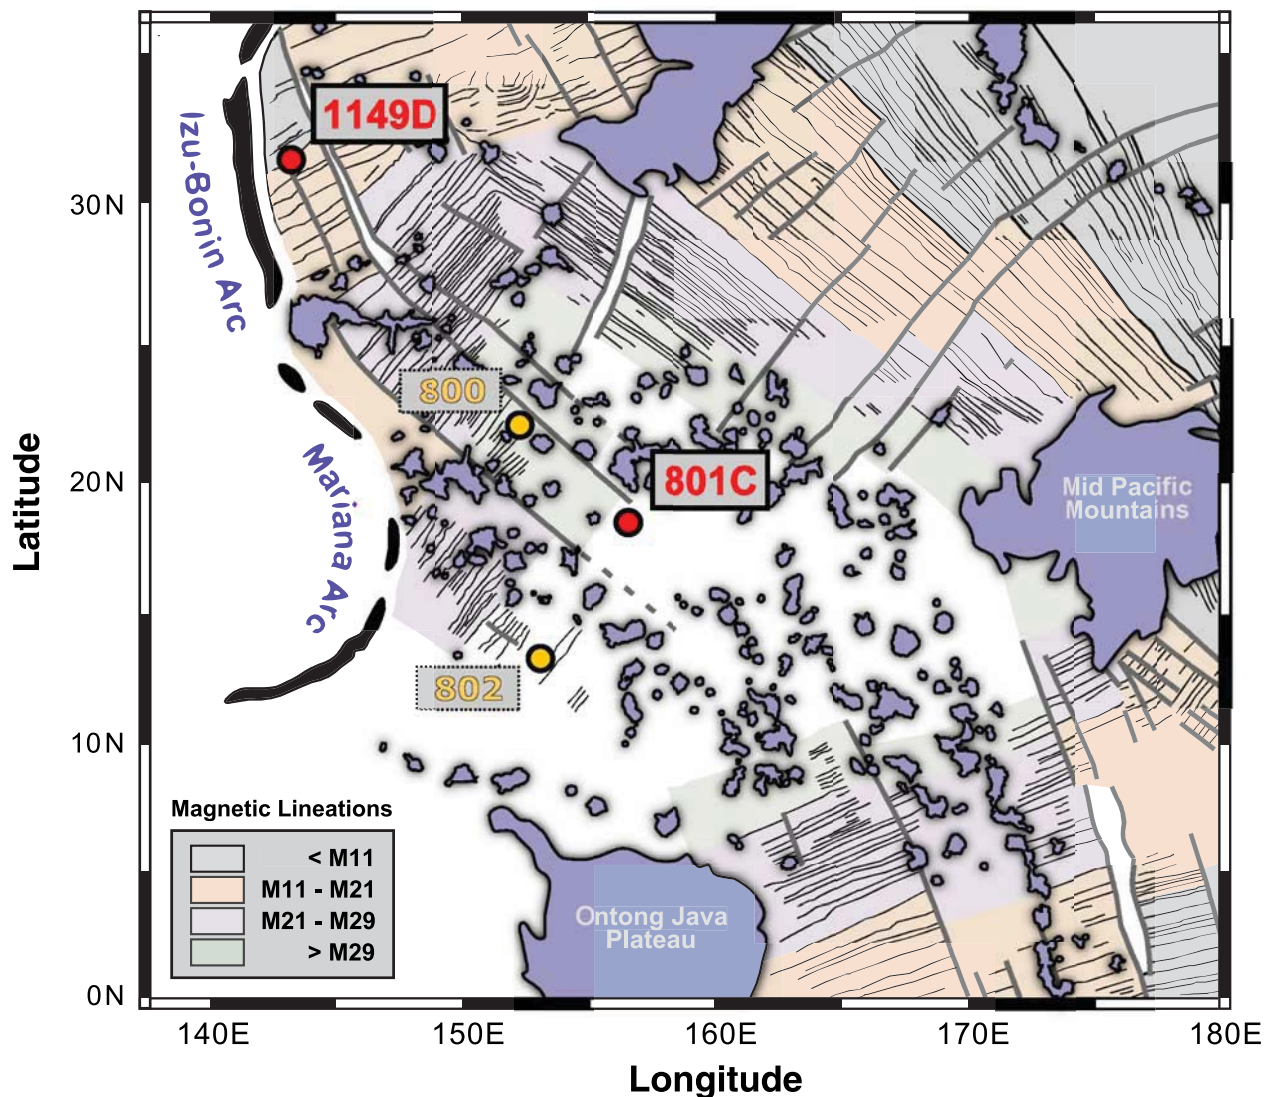 1149D
Izu-Bonin Arc
30N
800
801C
20N
Latitude
Mariana Arc
Mid Pacific
Mountains
802
10N
Magnetic Lineations
< M11
M11 - M21
M21 - M29
> M29
Ontong Java
Plateau
0N
140E
150E
160E
170E
180E
Longitude